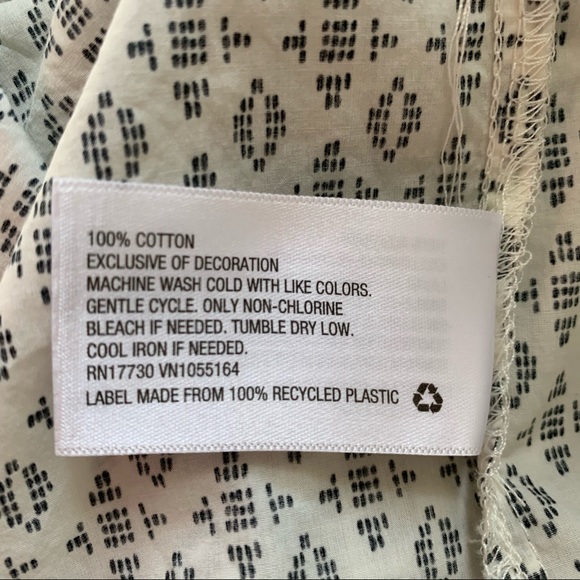 100% COTTON
EXCLUSIVE OF DECORATION
MACHINE WASH COLD WITH LIKE COLORS.
GENTLE CYCLE. ONLY NON-CHLORINE
BLEACH IF NEEDED. TUMBLE DRY LOW.
COOL IRON IF NEEDED.
RN17730 VN1055164
LABEL MADE FROM 100% RECYCLED PLASTIC